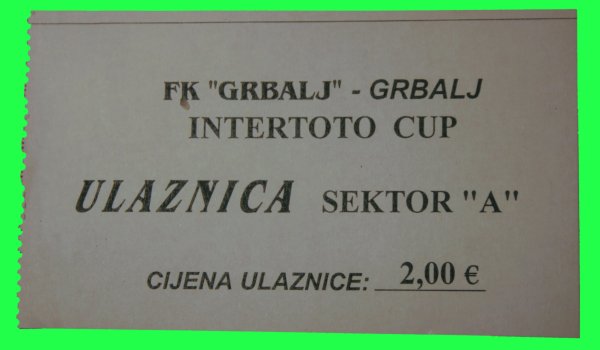 FK "GRBALJ" - GRBALJ
INTERTOTO CUP
ULAZNICA SEKTOR "A"
CIJENA ULAZNICE: 2,00 €